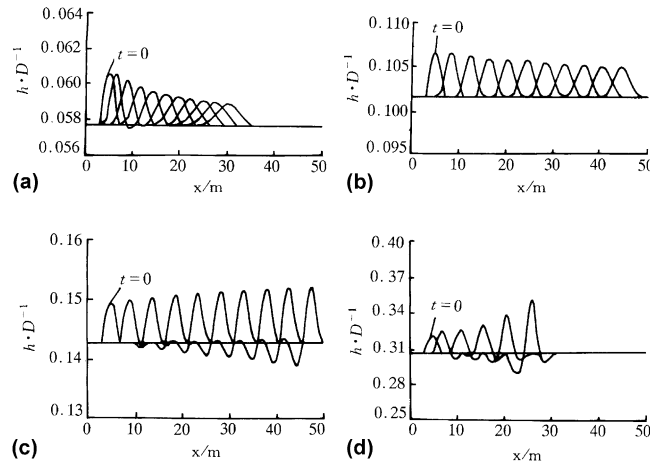 0.064
0.062
0.060
0.058
0.056
h·D⁻¹
t=0
0 10 20 30 40 50
x/m
(a)
0.110
0.105
0.100
0.095
h·D⁻¹
t=0
0 10 20 30 40 50
x/m
(b)
0.16
0.15
0.14
0.13
h·D⁻¹
t=0
0 10 20 30 40 50
x/m
(c)
0.40
0.37
0.34
0.31
0.28
0.25
h·D⁻¹
t=0
0 10 20 30 40 50
x/m
(d)